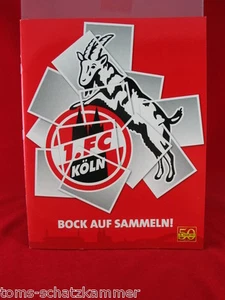 1.FC
KÖLN
BOCK AUF SAMMELN!
50
© toms-schatzkammer